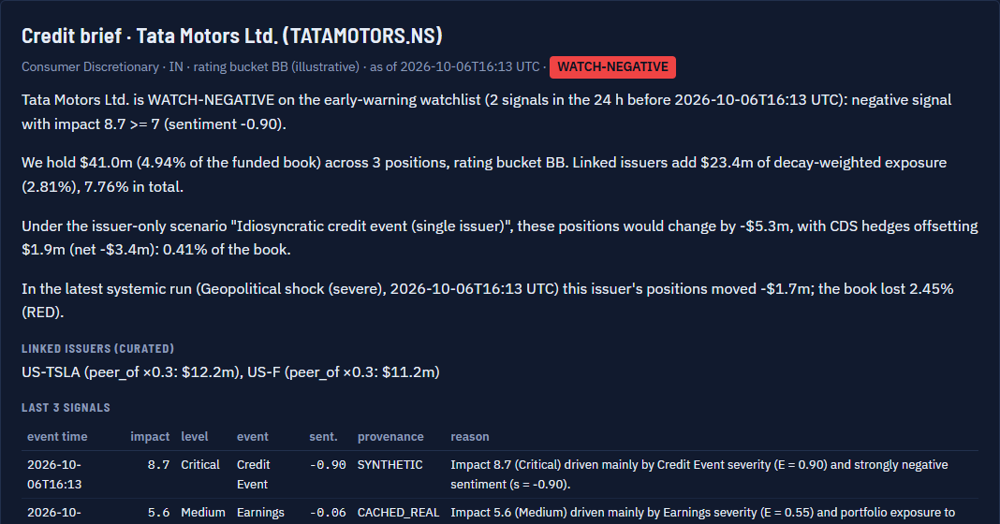 Credit brief · Tata Motors Ltd. (TATAMOTORS.NS)
Consumer Discretionary · IN · rating bucket BB (illustrative) · as of 2026-10-06T16:13 UTC · WATCH-NEGATIVE
Tata Motors Ltd. is WATCH-NEGATIVE on the early-warning watchlist (2 signals in the 24 h before 2026-10-06T16:13 UTC): negative signal
with impact 8.7 >= 7 (sentiment -0.90).
We hold $41.0m (4.94% of the funded book) across 3 positions, rating bucket BB. Linked issuers add $23.4m of decay-weighted exposure
(2.81%), 7.76% in total.
Under the issuer-only scenario "Idiosyncratic credit event (single issuer)", these positions would change by -$5.3m, with CDS hedges offsetting
$1.9m (net -$3.4m): 0.41% of the book.
In the latest systemic run (Geopolitical shock (severe), 2026-10-06T16:13 UTC) this issuer's positions moved -$1.7m; the book lost 2.45%
(RED).
LINKED ISSUERS (CURATED)
US-TSLA (peer_of ×0.3: $12.2m), US-F (peer_of ×0.3: $11.2m)
LAST 3 SIGNALS
event time impact level event sent. provenance reason
2026-10- 8.7 Critical Credit -0.90 SYNTHETIC Impact 8.7 (Critical) driven mainly by Credit Event severity (E = 0.90) and strongly negative
06T16:13 Event sentiment (s = -0.90).
2026-10- 5.6 Medium Earnings -0.06 CACHED_REAL Impact 5.6 (Medium) driven mainly by Earnings severity (E = 0.55) and portfolio exposure to